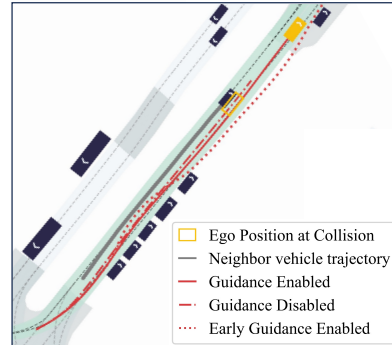 Ego Position at Collision
Neighbor vehicle trajectory
Guidance Enabled
Guidance Disabled
Early Guidance Enabled